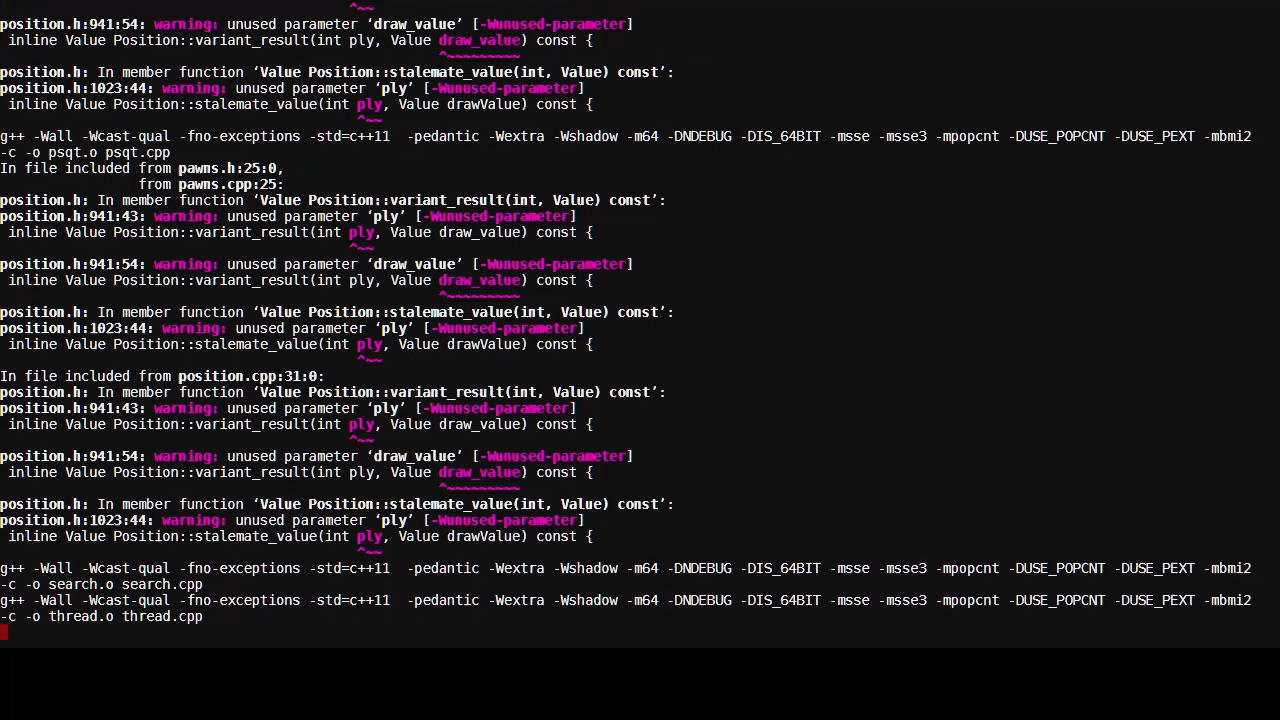 ^~~
position.h:941:54: warning: unused parameter ‘draw_value’ [-Wunused-parameter]
 inline Value Position::variant_result(int ply, Value draw_value) const {
^~~~~~~~~~
position.h: In member function ‘Value Position::stalemate_value(int, Value) const’:
position.h:1023:44: warning: unused parameter ‘ply’ [-Wunused-parameter]
 inline Value Position::stalemate_value(int ply, Value drawValue) const {
^~~
g++ -Wall -Wcast-qual -fno-exceptions -std=c++11  -pedantic -Wextra -Wshadow -m64 -DNDEBUG -DIS_64BIT -msse -msse3 -mpopcnt -DUSE_POPCNT -DUSE_PEXT -mbmi2
-c -o psqt.o psqt.cpp
In file included from pawns.h:25:0,
                 from pawns.cpp:25:
position.h: In member function ‘Value Position::variant_result(int, Value) const’:
position.h:941:43: warning: unused parameter ‘ply’ [-Wunused-parameter]
 inline Value Position::variant_result(int ply, Value draw_value) const {
^~~
position.h:941:54: warning: unused parameter ‘draw_value’ [-Wunused-parameter]
 inline Value Position::variant_result(int ply, Value draw_value) const {
^~~~~~~~~~
position.h: In member function ‘Value Position::stalemate_value(int, Value) const’:
position.h:1023:44: warning: unused parameter ‘ply’ [-Wunused-parameter]
 inline Value Position::stalemate_value(int ply, Value drawValue) const {
^~~
In file included from position.cpp:31:0:
position.h: In member function ‘Value Position::variant_result(int, Value) const’:
position.h:941:43: warning: unused parameter ‘ply’ [-Wunused-parameter]
 inline Value Position::variant_result(int ply, Value draw_value) const {
^~~
position.h:941:54: warning: unused parameter ‘draw_value’ [-Wunused-parameter]
 inline Value Position::variant_result(int ply, Value draw_value) const {
^~~~~~~~~~
position.h: In member function ‘Value Position::stalemate_value(int, Value) const’:
position.h:1023:44: warning: unused parameter ‘ply’ [-Wunused-parameter]
 inline Value Position::stalemate_value(int ply, Value drawValue) const {
^~~
g++ -Wall -Wcast-qual -fno-exceptions -std=c++11  -pedantic -Wextra -Wshadow -m64 -DNDEBUG -DIS_64BIT -msse -msse3 -mpopcnt -DUSE_POPCNT -DUSE_PEXT -mbmi2
-c -o search.o search.cpp
g++ -Wall -Wcast-qual -fno-exceptions -std=c++11  -pedantic -Wextra -Wshadow -m64 -DNDEBUG -DIS_64BIT -msse -msse3 -mpopcnt -DUSE_POPCNT -DUSE_PEXT -mbmi2
-c -o thread.o thread.cpp